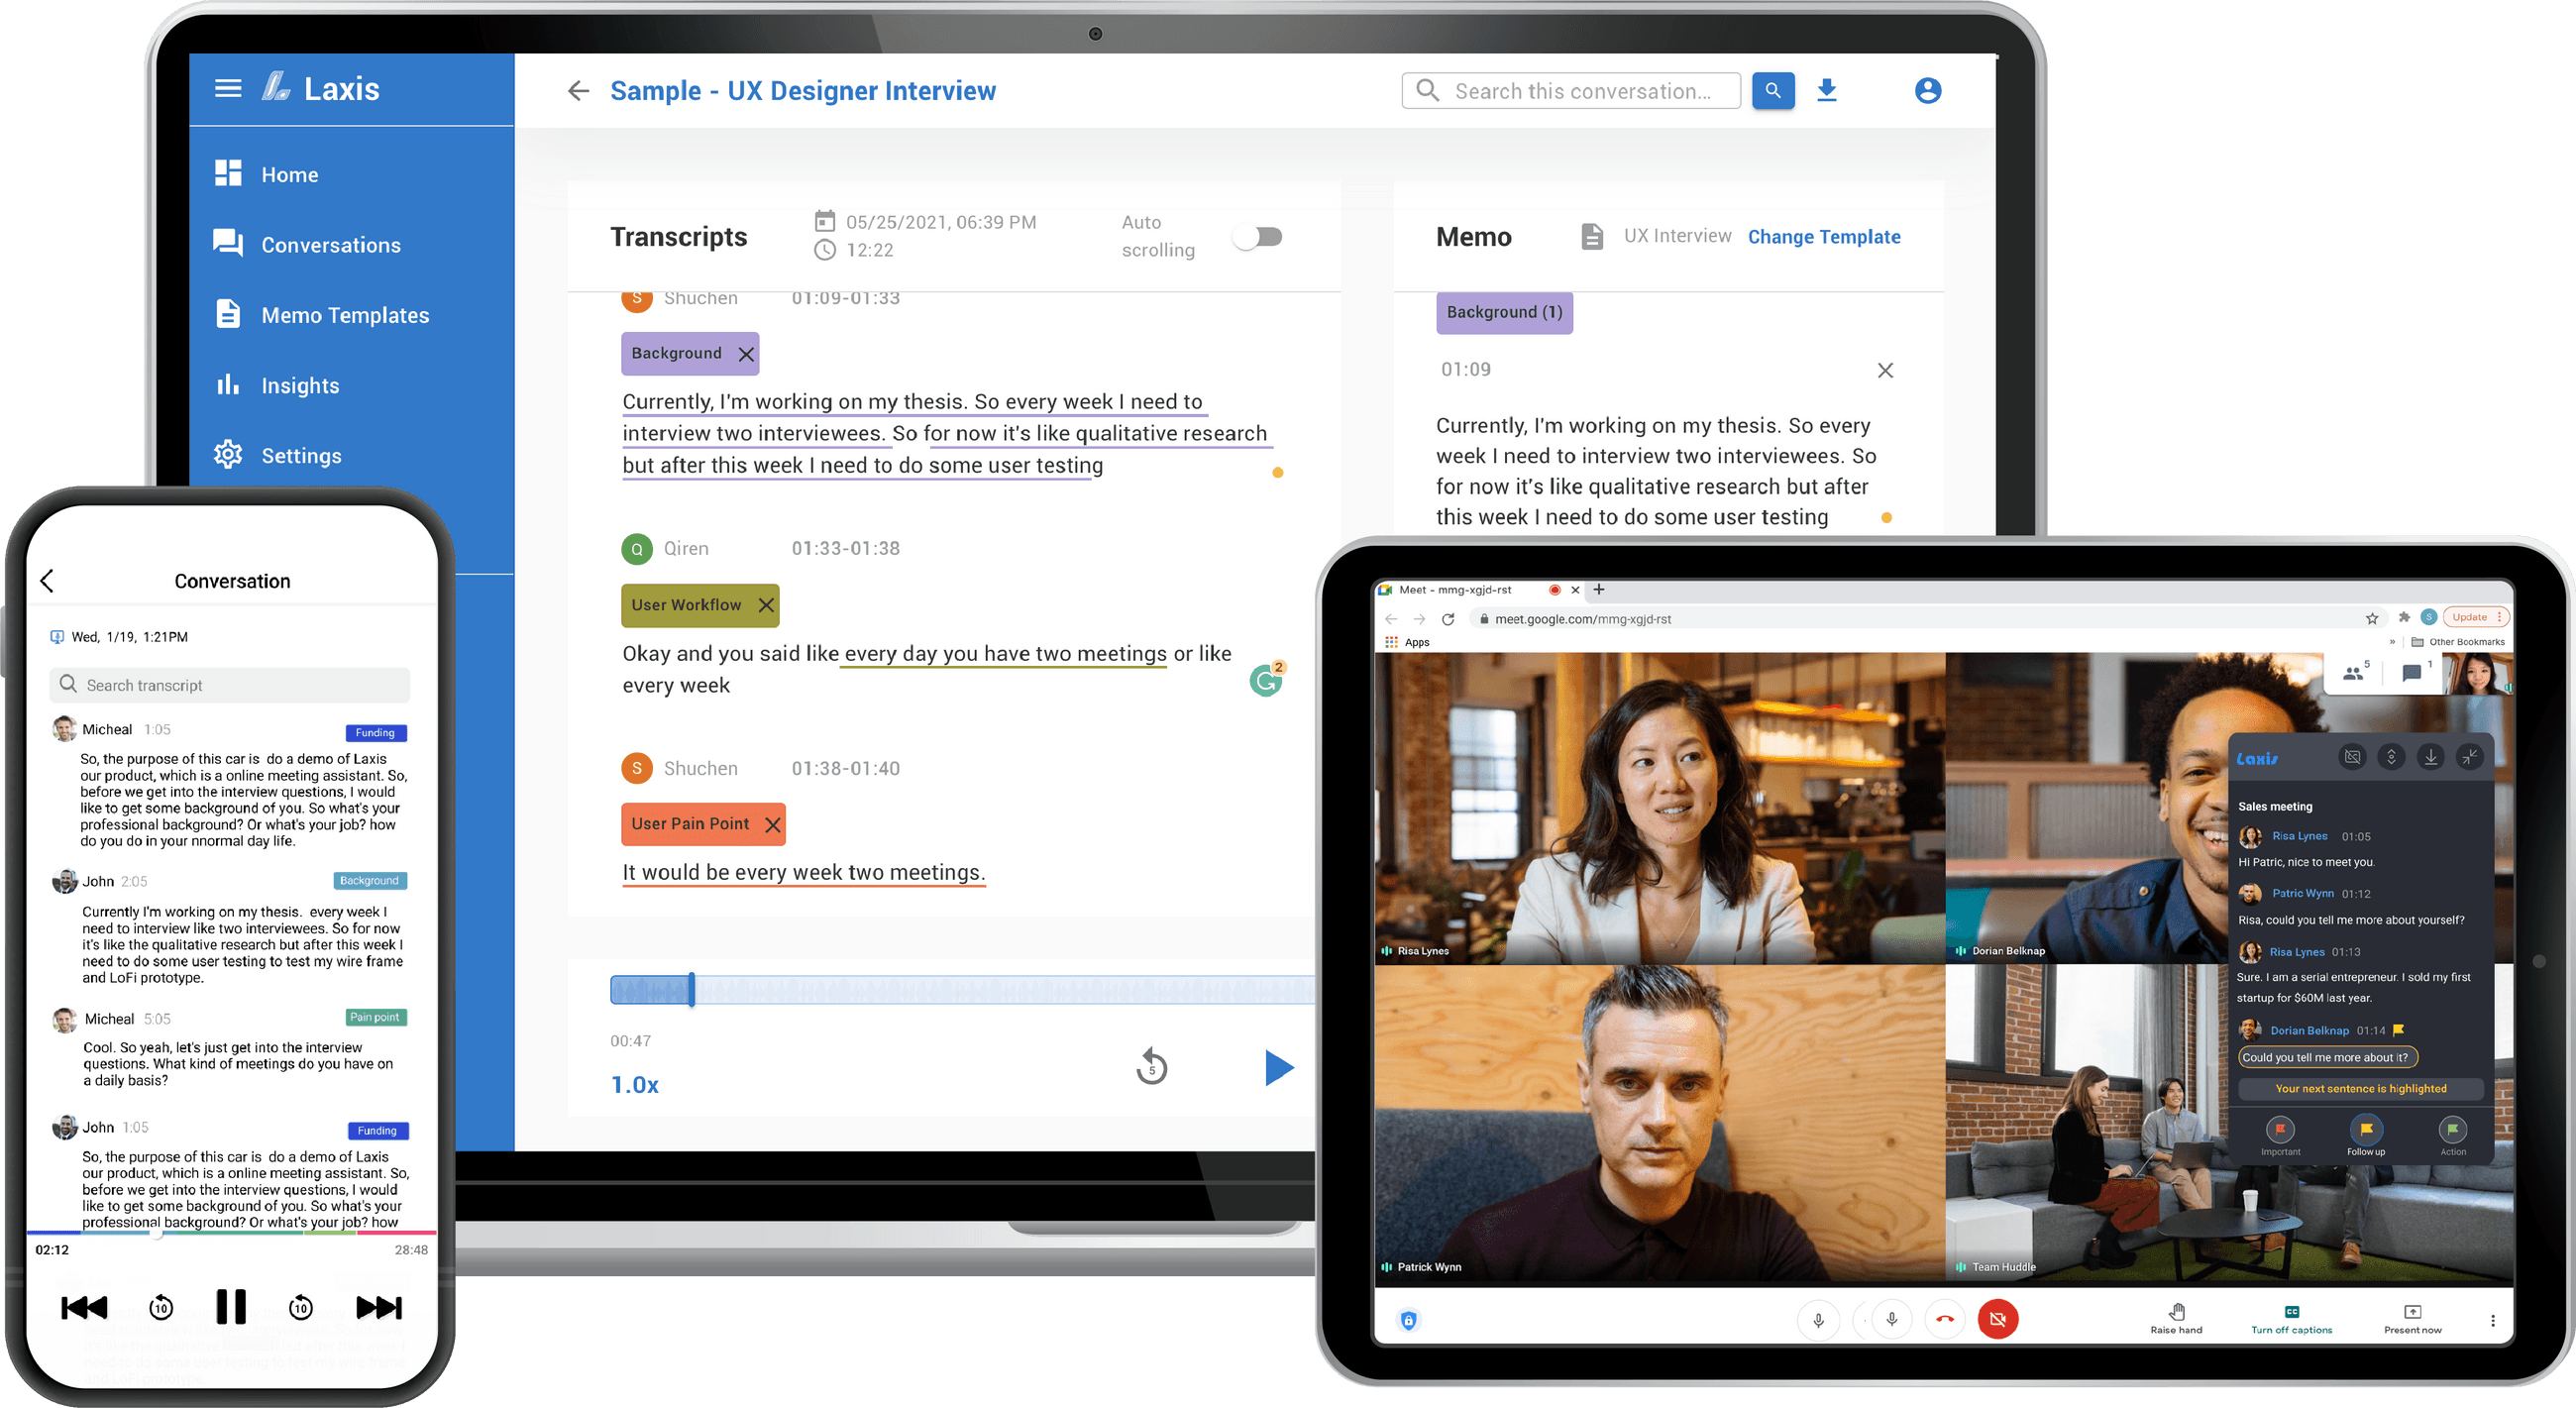 Laxis
Home
Conversations
Memo Templates
Insights
Settings
Sample - UX Designer Interview
Search this conversation...
Transcripts
05/25/2021, 06:39 PM
12:22
Auto
scrolling
S Shuchen 01:09-01:33
Background
Currently, I'm working on my thesis. So every week I need to
interview two interviewees. So for now it's like qualitative research
but after this week I need to do some user testing
Q Qiren 01:33-01:38
User Workflow
Okay and you said like every day you have two meetings or like
every week
2
S Shuchen 01:38-01:40
User Pain Point
It would be every week two meetings.
00:47
1.0x
5
Memo
UX Interview
Change Template
Background (1)
01:09
Currently, I'm working on my thesis. So every
week I need to interview two interviewees. So
for now it's like qualitative research but after
this week I need to do some user testing
Conversation
Wed, 1/19, 1:21PM
Search transcript
Micheal 1:05 Funding
So, the purpose of this car is do a demo of Laxis
our product, which is a online meeting assistant. So,
before we get into the interview questions, I would
like to get some background of you. So what's your
professional background? Or what's your job? how
do you do in your nnormal day life.
John 2:05 Background
Currently I'm working on my thesis. every week I
need to interview like two interviewees. So for now
it's like the qualitative research but after this week I
need to do some user testing to test my wire frame
and LoFi prototype.
Micheal 5:05 Pain point
Cool. So yeah, let's just get into the interview
questions. What kind of meetings do you have on
a daily basis?
John 1:05 Funding
So, the purpose of this car is do a demo of Laxis
our product, which is a online meeting assistant. So,
before we get into the interview questions, I would
like to get some background of you. So what's your
professional background? Or what's your job? how
02:12
28:48
10
10
Meet - mmg-xgjd-rst
meet.google.com/mmg-xgjd-rst
S
Update
Apps
Other Bookmarks
5
1
Risa Lynes
Dorian Belknap
Patrick Wynn
Team Huddle
Laxis
Sales meeting
Risa Lynes 01:05
Hi Patric, nice to meet you.
Patric Wynn 01:12
Risa, could you tell me more about yourself?
Risa Lynes 01:13
Sure. I am a serial entrepreneur. I sold my first
startup for $60M last year.
Dorian Belknap 01:14
Could you tell me more about it?
Your next sentence is highlighted
Important
Follow up
Action
Raise hand
Turn off captions
Present now